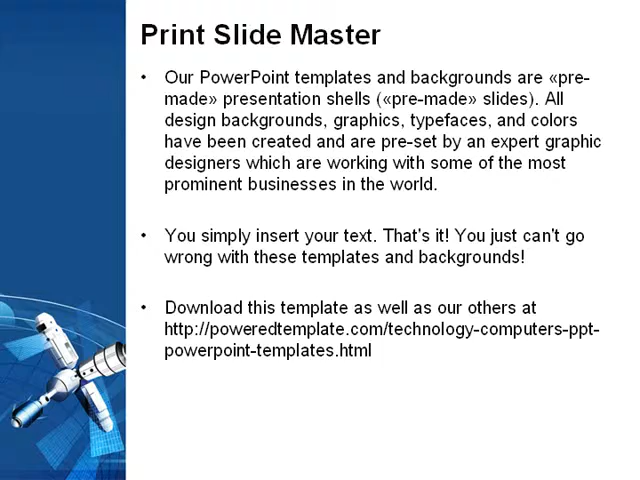 Print Slide Master
• Our PowerPoint templates and backgrounds are «pre-
made» presentation shells («pre-made» slides). All
design backgrounds, graphics, typefaces, and colors
have been created and are pre-set by an expert graphic
designers which are working with some of the most
prominent businesses in the world.
• You simply insert your text. That's it! You just can't go
wrong with these templates and backgrounds!
• Download this template as well as our others at
http://poweredtemplate.com/technology-computers-ppt-
powerpoint-templates.html